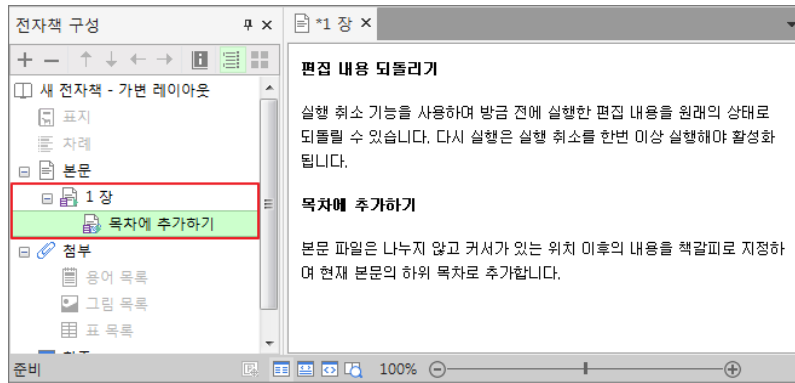 전자책 구성
*1 장
새 전자책 - 가변 레이아웃
표지
차례
본문
1 장
목차에 추가하기
첨부
용어 목록
그림 목록
표 목록
편집 내용 되돌리기
실행 취소 기능을 사용하여 방금 전에 실행한 편집 내용을 원래의 상태로
되돌릴 수 있습니다. 다시 실행은 실행 취소를 한번 이상 실행해야 활성화
됩니다.
목차에 추가하기
본문 파일은 나누지 않고 커서가 있는 위치 이후의 내용을 책갈피로 지정하
여 현재 본문의 하위 목차로 추가합니다.
준비
100%